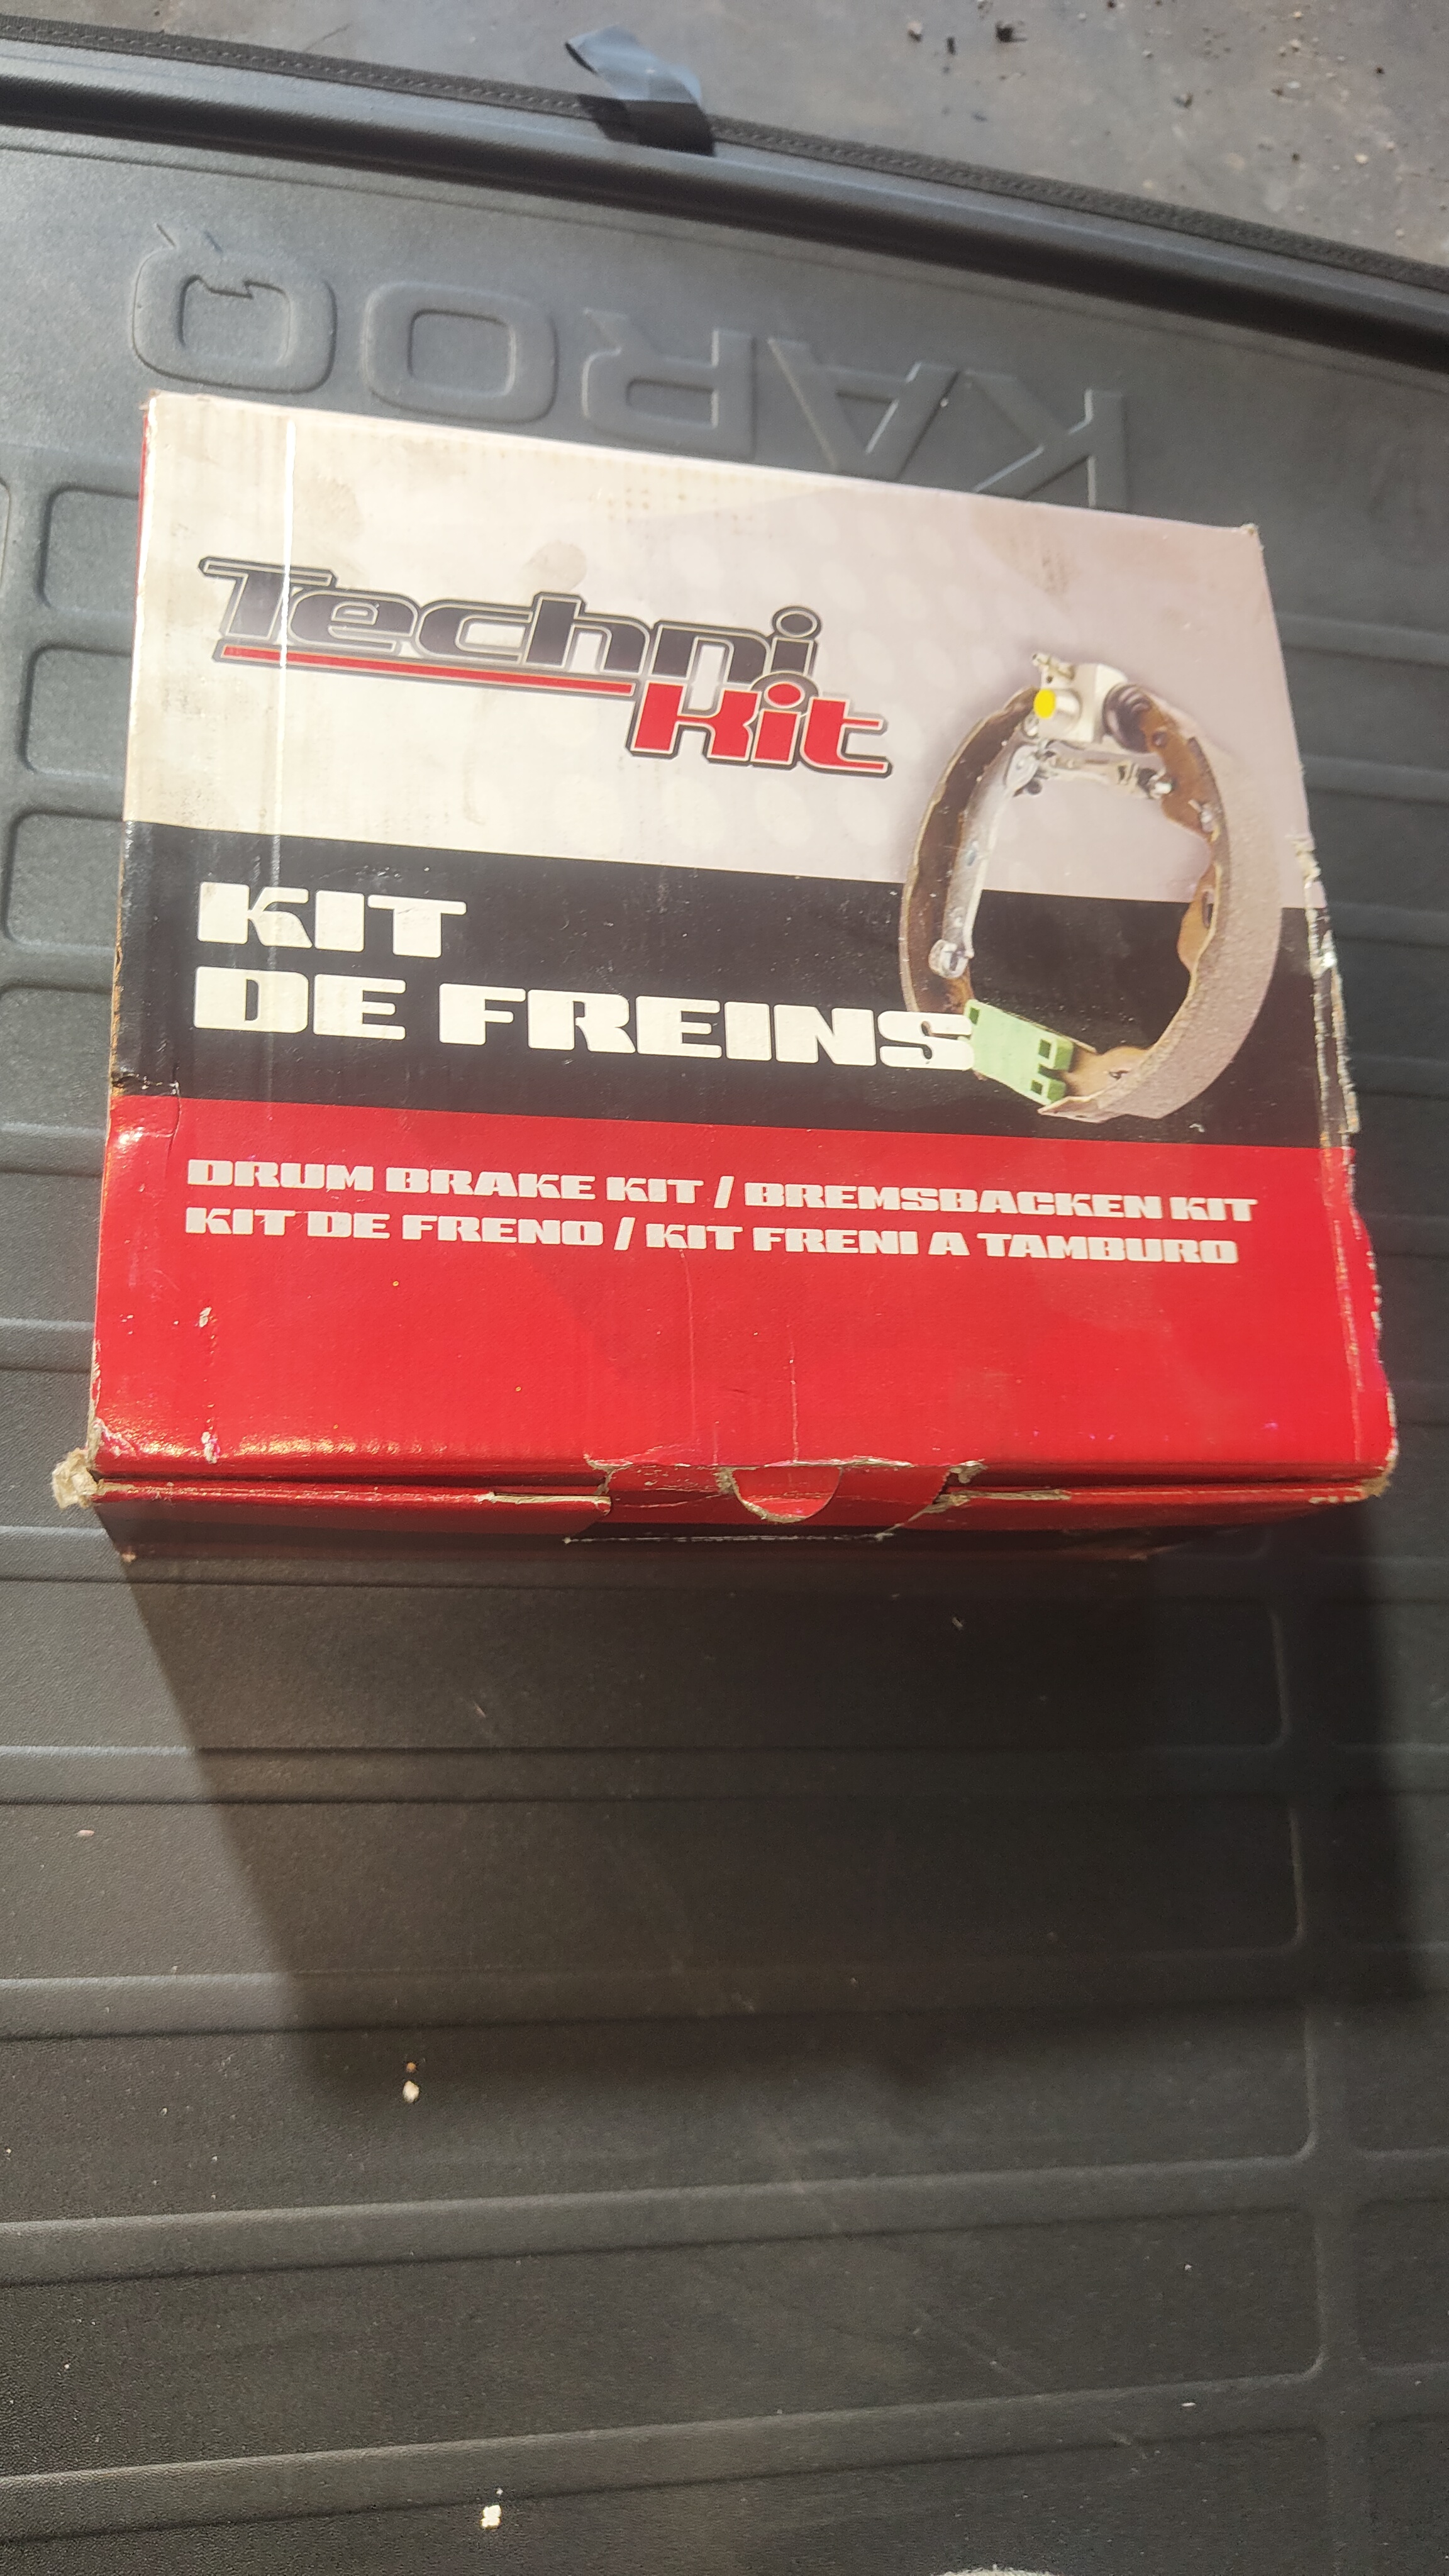 KAROQ
Techni
Kit
KIT
DE FREINS
DRUM BRAKE KIT / BREMSBACKEN KIT
KIT DE FRENO / KIT FRENI A TAMBURO